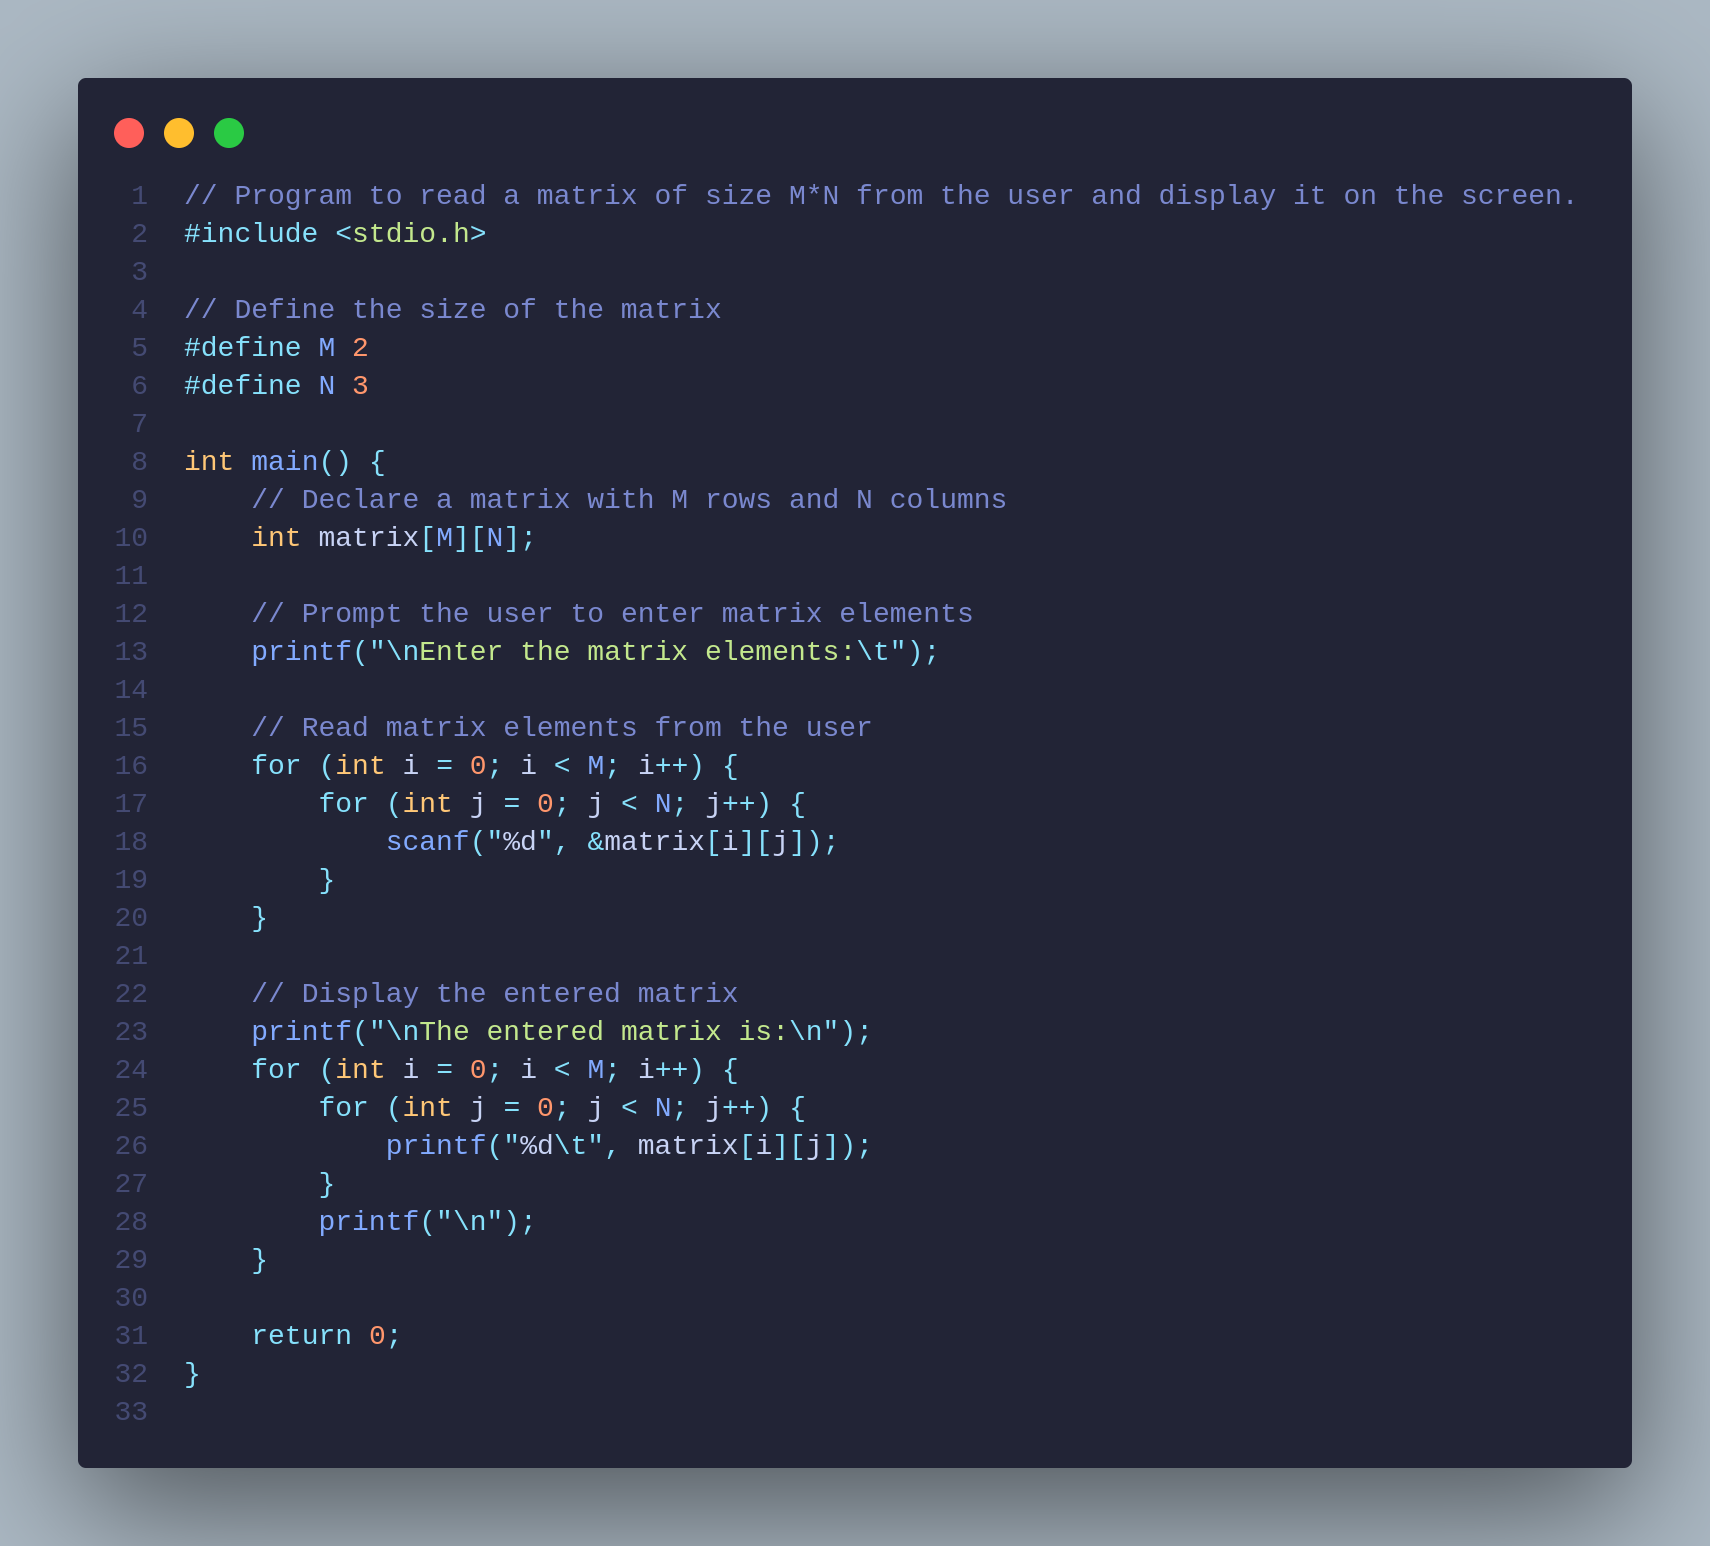 1 // Program to read a matrix of size M*N from the user and display it on the screen.
2 #include <stdio.h>
3
4 // Define the size of the matrix
5 #define M 2
6 #define N 3
7
8 int main() {
9     // Declare a matrix with M rows and N columns
10     int matrix[M][N];
11
12     // Prompt the user to enter matrix elements
13     printf("\nEnter the matrix elements:\t");
14
15     // Read matrix elements from the user
16     for (int i = 0; i < M; i++) {
17         for (int j = 0; j < N; j++) {
18             scanf("%d", &matrix[i][j]);
19         }
20     }
21
22     // Display the entered matrix
23     printf("\nThe entered matrix is:\n");
24     for (int i = 0; i < M; i++) {
25         for (int j = 0; j < N; j++) {
26             printf("%d\t", matrix[i][j]);
27         }
28         printf("\n");
29     }
30
31     return 0;
32 }
33